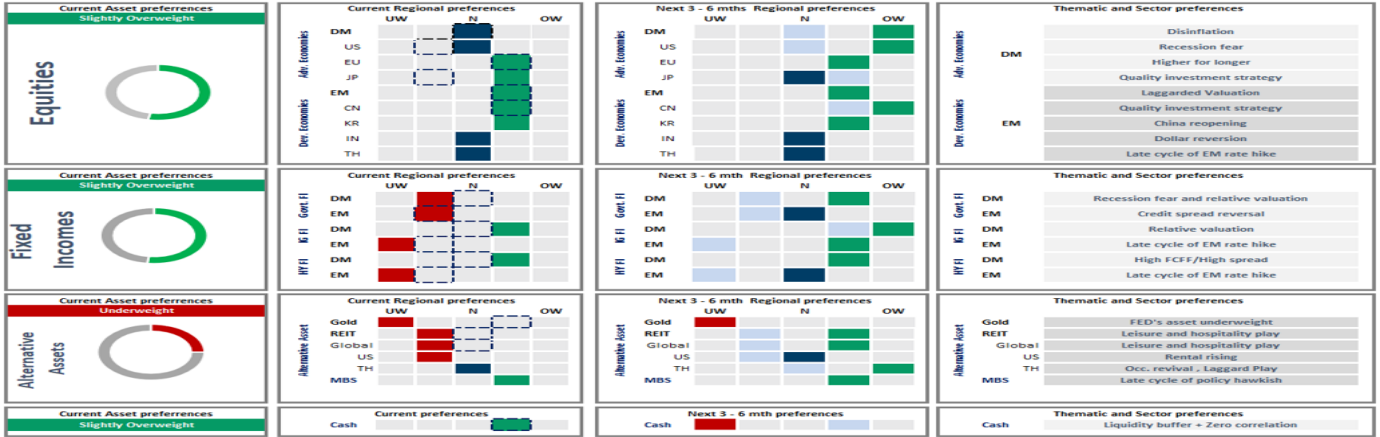 Current Asset preferrences
Slightly Overweight
Equities
Current Regional preferences
UW N OW
Adv. Economies
Dev. Economies
DM
US
EU
JP
EM
CN
KR
IN
TH
Next 3 - 6 mths Regional preferences
UW N OW
Adv. Economies
Dev. Economies
DM
US
EU
JP
EM
CN
KR
IN
TH
Thematic and Sector preferences
Adv. Economies
Dev. Economies
DM
Disinflation
Recession fear
Higher for longer
Quality investment strategy
EM
Laggarded Valuation
Quality investment strategy
China reopening
Dollar reversion
Late cycle of EM rate hike
Current Asset preferrences
Slightly Overweight
Fixed
Incomes
Current Regional preferences
UW N OW
Govt. FI
IG FI
HY FI
DM
EM
DM
EM
DM
EM
Next 3 - 6 mth Regional preferences
UW N OW
Govt. FI
IG FI
HY FI
DM
EM
DM
EM
DM
EM
Thematic and Sector preferences
Govt. FI
IG FI
HY FI
DM Recession fear and relative valuation
EM Credit spread reversal
DM Relative valuation
EM Late cycle of EM rate hike
DM High FCFF/High spread
EM Late cycle of EM rate hike
Current Asset preferrences
Underweight
Alternative
Assets
Current Regional preferences
UW N OW
Alternative Asset
Gold
REIT
Global
US
TH
MBS
Next 3 - 6 mth Regional preferences
UW N OW
Alternative Asset
Gold
REIT
Global
US
TH
MBS
Thematic and Sector preferences
Alternative Asset
Gold FED's asset underweight
REIT Leisure and hospitality play
Global Leisure and hospitality play
US Rental rising
TH Occ. revival , Laggard Play
MBS Late cycle of policy hawkish
Current Asset preferrences
Slightly Overweight
Current preferences
Cash
Next 3 - 6 mth preferences
Cash
Thematic and Sector preferences
Cash Liquidity buffer + Zero correlation